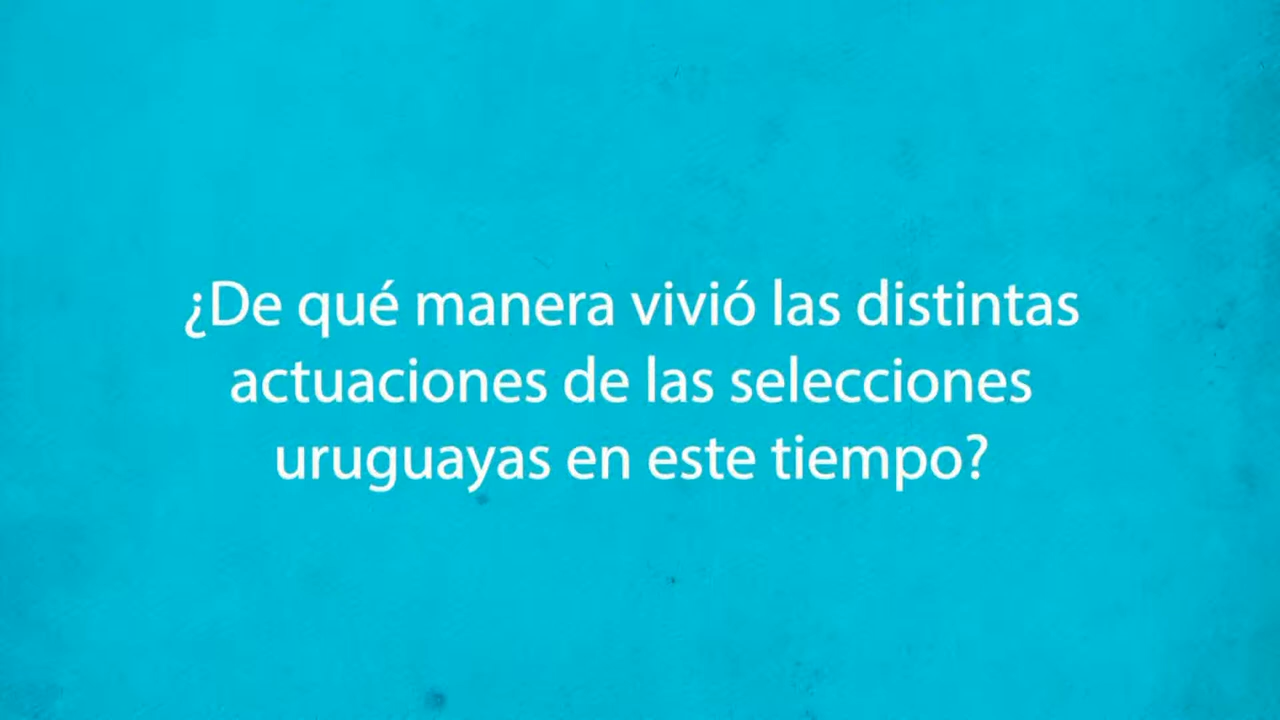 ¿De qué manera vivió las distintas
actuaciones de las selecciones
uruguayas en este tiempo?